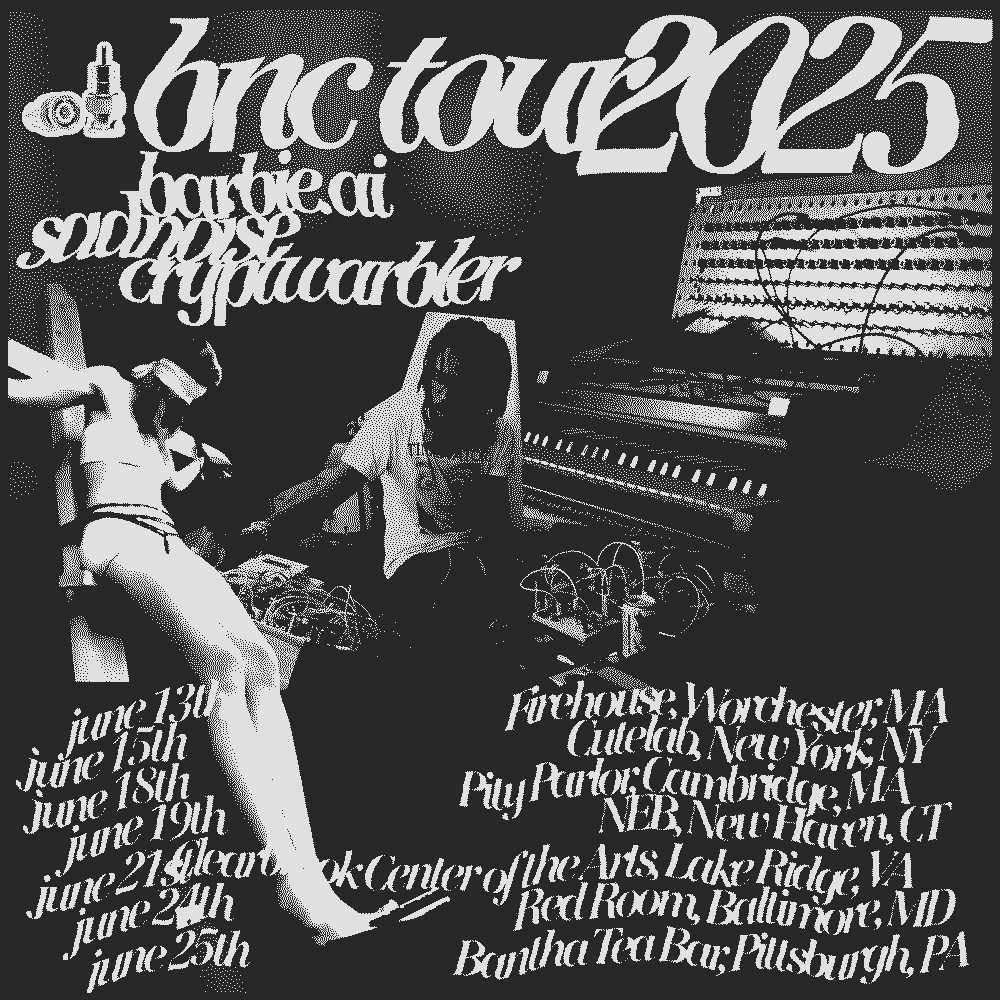 bnc tour 2025
barbie.ai
sadnoise
cryptwarbler
june 13th Firehouse, Worchester, MA
june 15th Cutelab, New York, NY
june 18th Pity Parlor, Cambridge, MA
june 19th NEB, New Haven, CT
june 21st Clearbrook Center of the Arts, Lake Ridge, VA
june 24th Red Room, Baltimore, MD
june 25th Bantha Tea Bar, Pittsburgh, PA